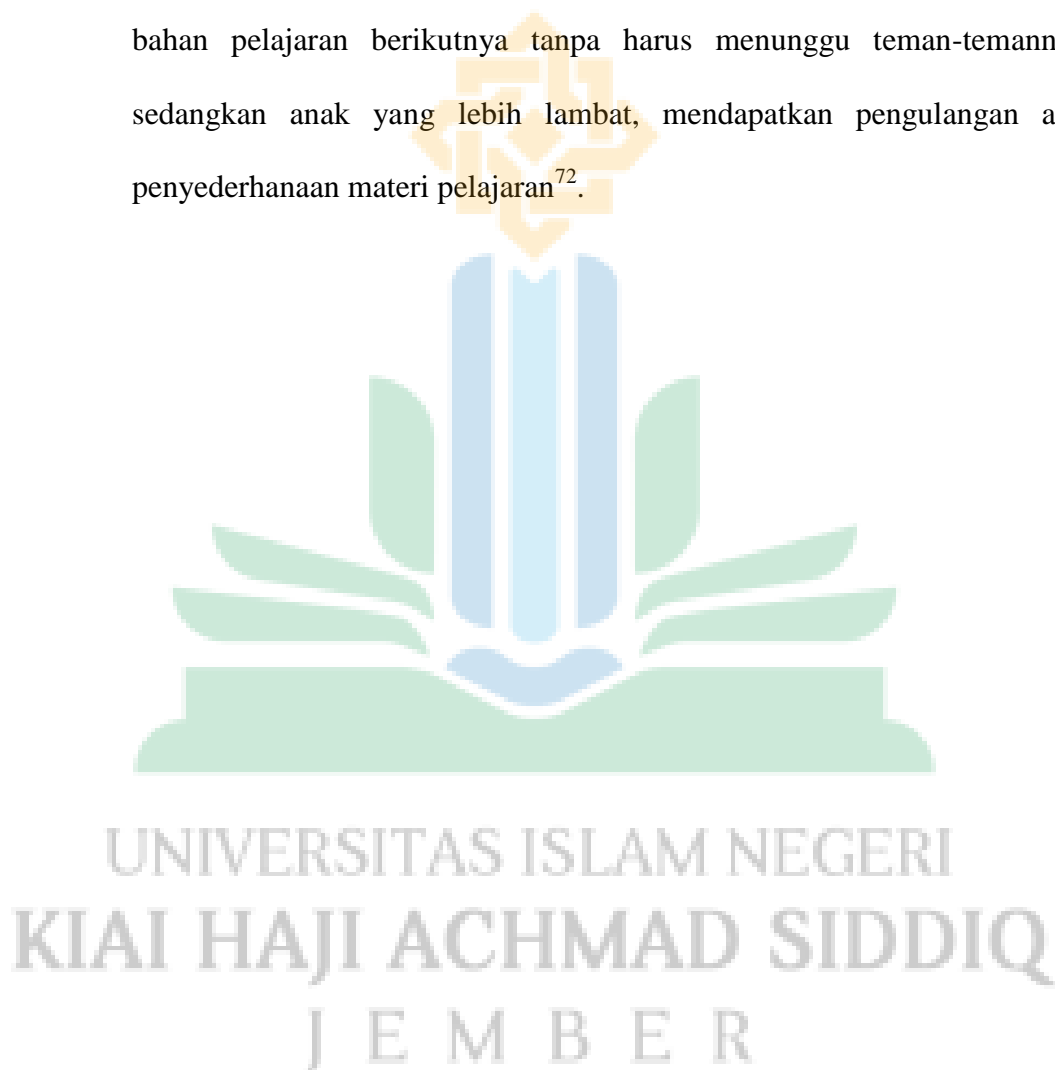 bahan pelajaran berikutnya tanpa harus menunggu teman-temann
sedangkan anak yang lebih lambat, mendapatkan pengulangan a
penyederhanaan materi pelajaran72.
UNIVERSITAS ISLAM NEGERI
KIAI HAJI ACHMAD SIDDIQ
JEMBER